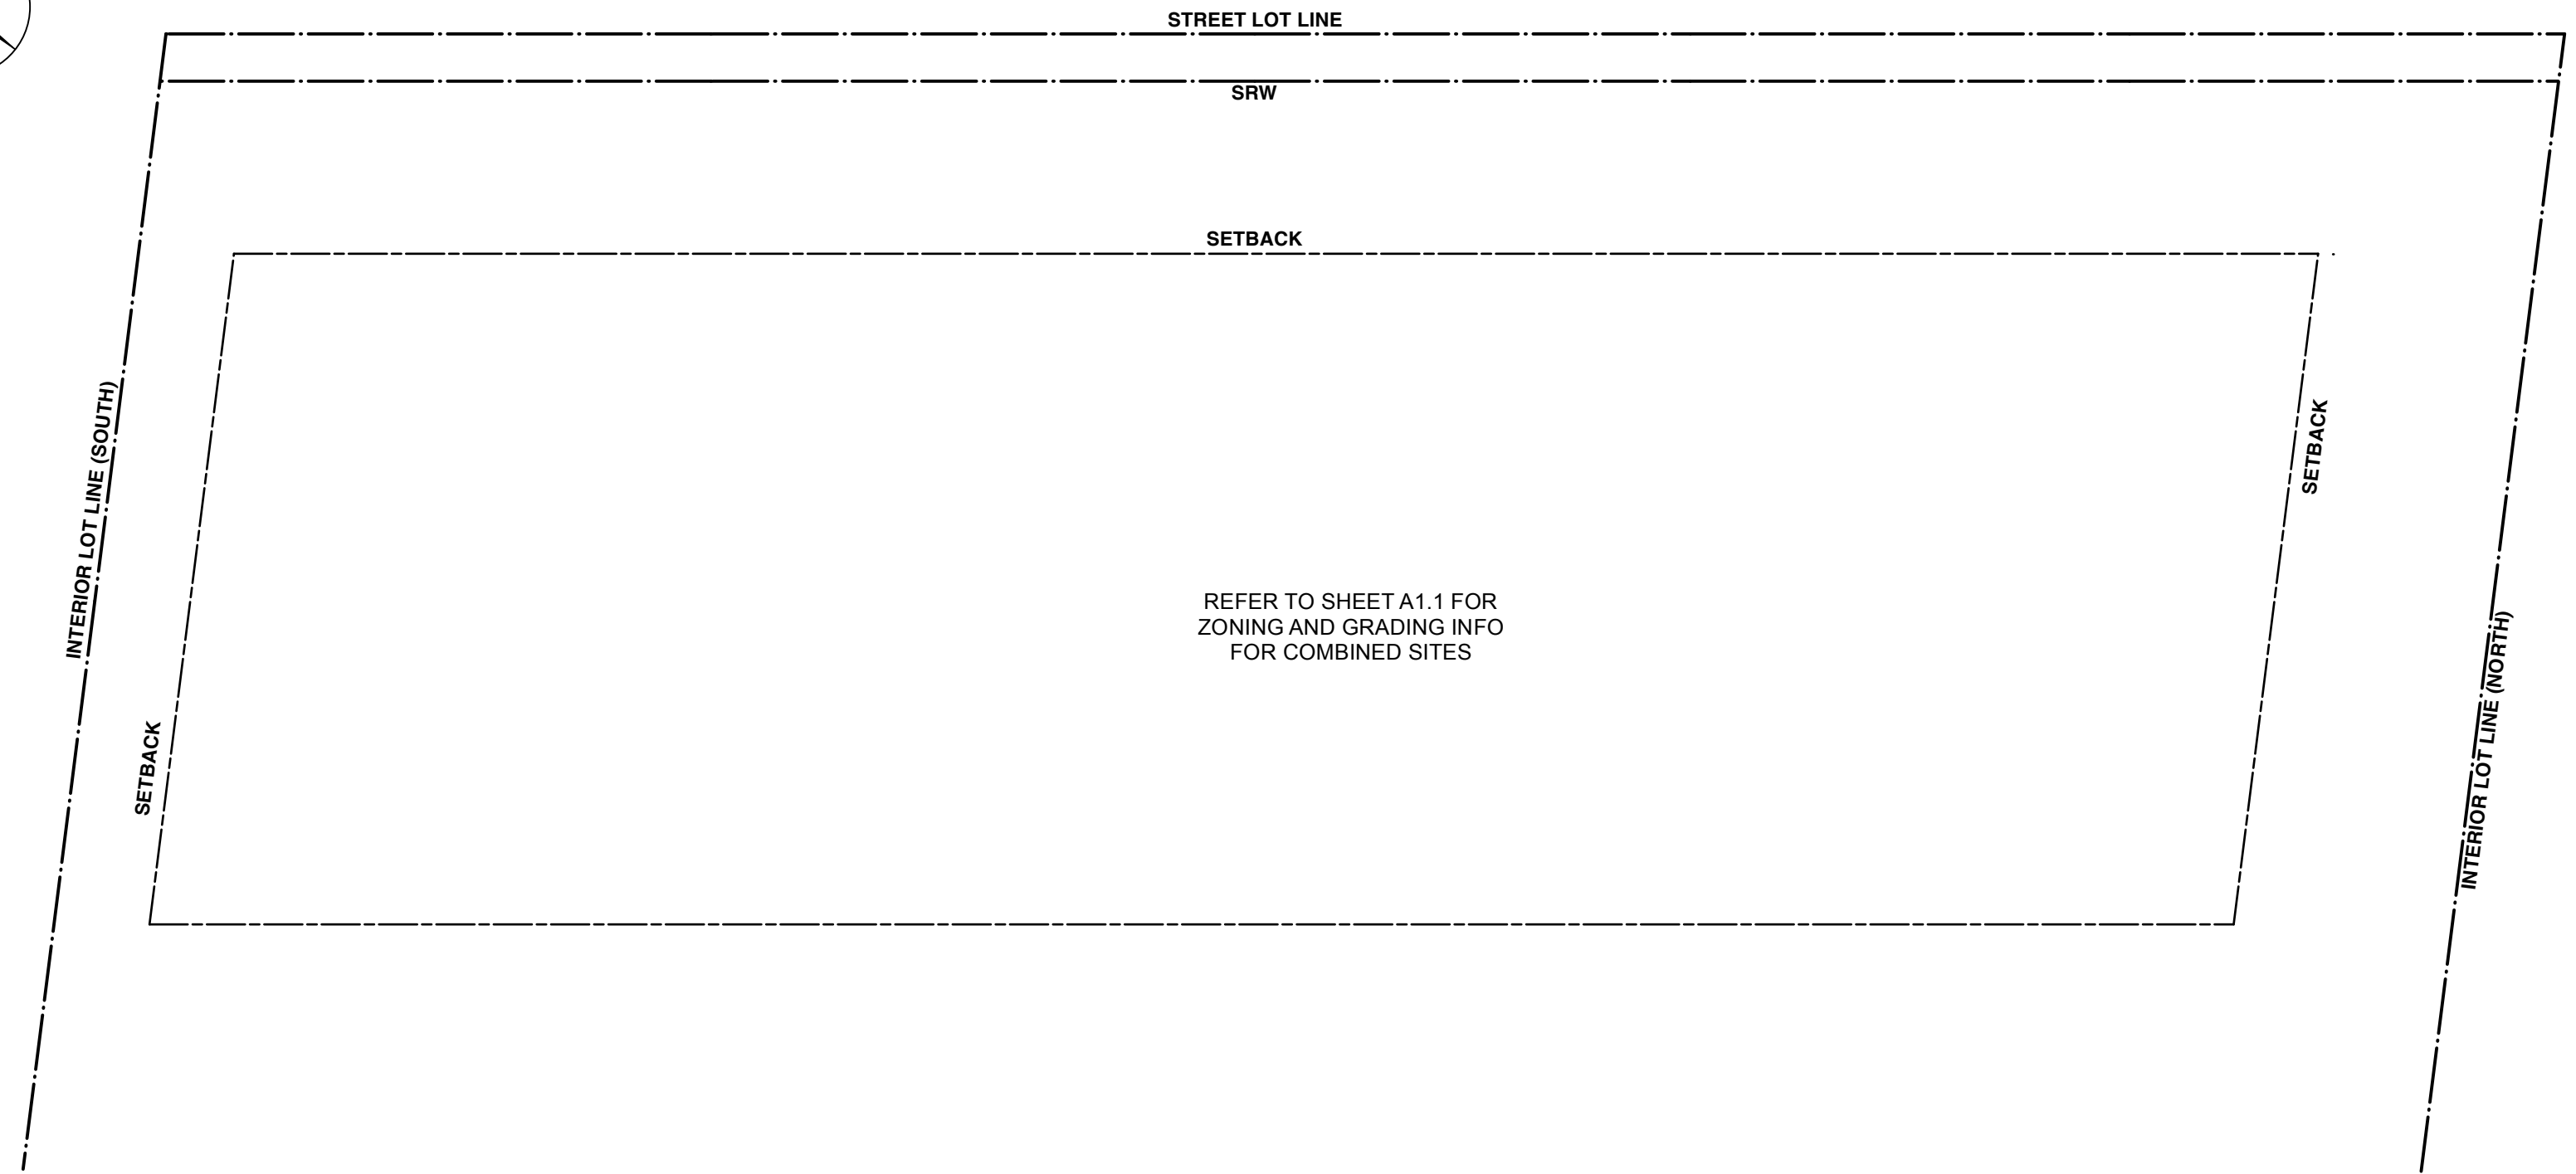 STREET LOT LINE
SRW
SETBACK
INTERIOR LOT LINE (SOUTH)
SETBACK
REFER TO SHEET A1.1 FOR
ZONING AND GRADING INFO
FOR COMBINED SITES
INTERIOR LOT LINE (NORTH)
SETBACK